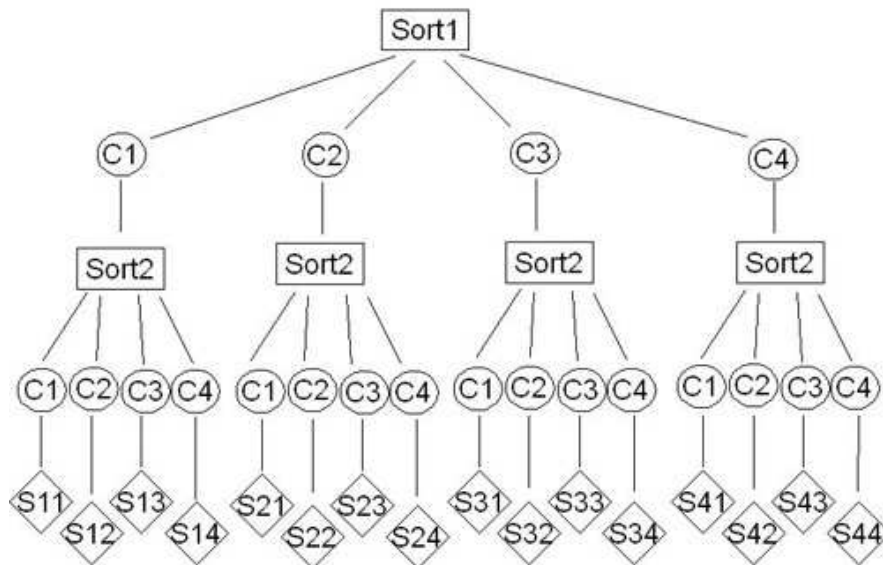 Sort1
C1 C2 C3 C4
Sort2 Sort2 Sort2 Sort2
C1 C2 C3 C4 C1 C2 C3 C4 C1 C2 C3 C4 C1 C2 C3 C4
S11 S13 S21 S23 S31 S33 S41 S43
S12 S14 S22 S24 S32 S34 S42 S44